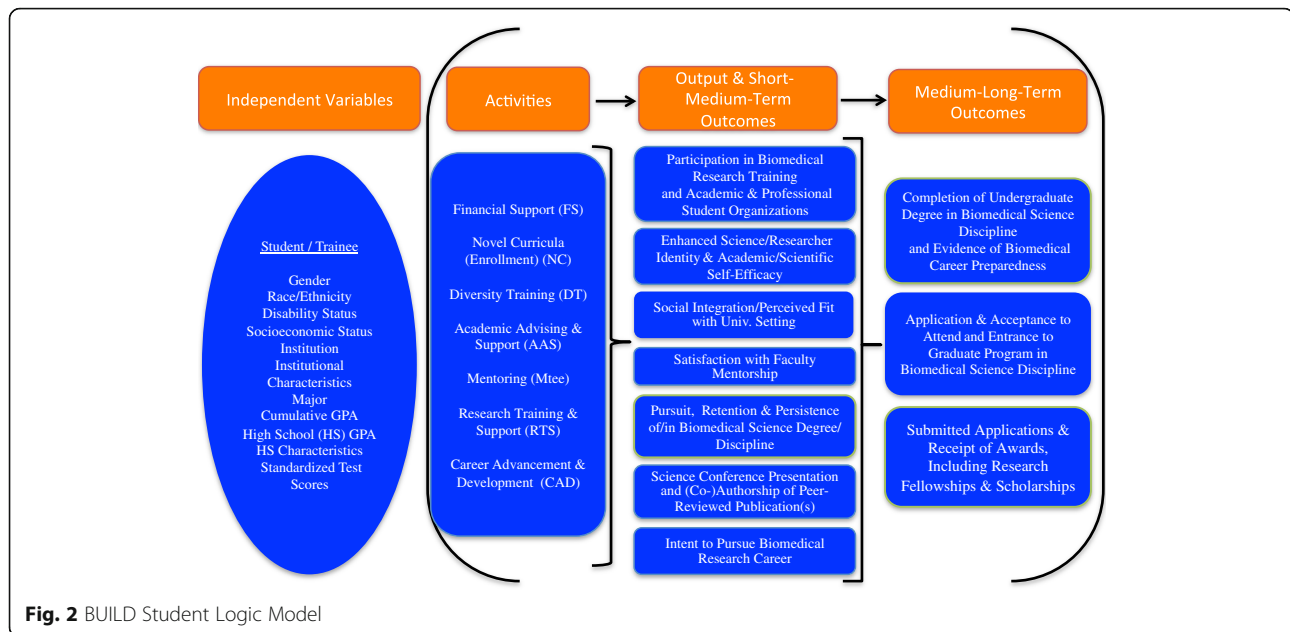 Independent Variables
Student / Trainee
Gender
Race/Ethnicity
Disability Status
Socioeconomic Status
Institution
Institutional
Characteristics
Major
Cumulative GPA
High School (HS) GPA
HS Characteristics
Standardized Test
Scores
Activities
Financial Support (FS)
Novel Curricula
(Enrollment) (NC)
Diversity Training (DT)
Academic Advising &
Support (AAS)
Mentoring (Mtee)
Research Training &
Support (RTS)
Career Advancement &
Development (CAD)
Output & Short-
Medium-Term
Outcomes
Participation in Biomedical
Research Training
and Academic & Professional
Student Organizations
Enhanced Science/Researcher
Identity & Academic/Scientific
Self-Efficacy
Social Integration/Perceived Fit
with Univ. Setting
Satisfaction with Faculty
Mentorship
Pursuit, Retention & Persistence
of/in Biomedical Science Degree/
Discipline
Science Conference Presentation
and (Co-)Authorship of Peer-
Reviewed Publication(s)
Intent to Pursue Biomedical
Research Career
Medium-Long-Term
Outcomes
Completion of Undergraduate
Degree in Biomedical Science
Discipline
and Evidence of Biomedical
Career Preparedness
Application & Acceptance to
Attend and Entrance to
Graduate Program in
Biomedical Science Discipline
Submitted Applications &
Receipt of Awards,
Including Research
Fellowships & Scholarships
Fig. 2 BUILD Student Logic Model